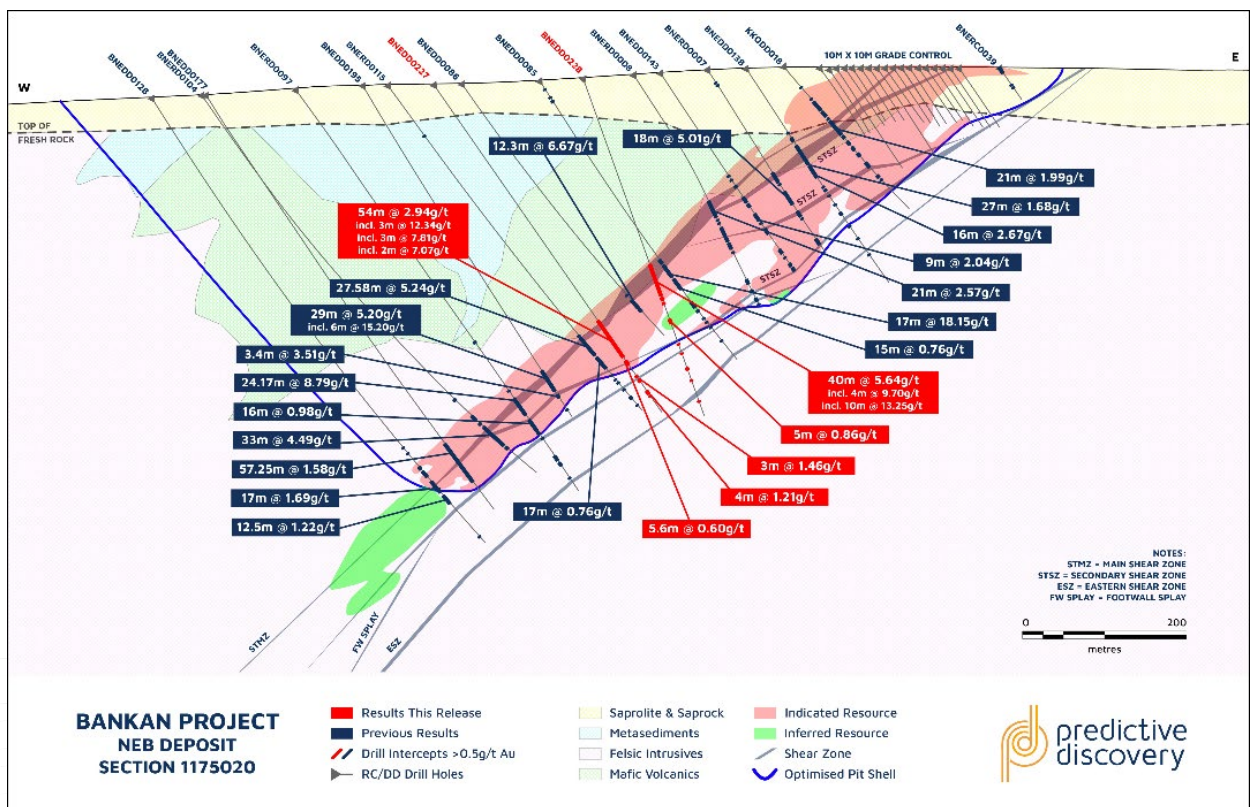 BNEDD0128
BNERD0104
BNEDD0177
BNERD0097
BNEDD0195
BNERD0115
BNEDD0227
BNEDD0086
BNEDD0085
BNEDD0228
BNERD0008
BNEDD0143
BNERD0007
BNEDD0138
KKODD018
10M X 10M GRADE CONTROL
BNERC0039
W
E
TOP OF
FRESH ROCK
12.3m @ 6.67g/t
18m @ 5.01g/t
STSZ
STSZ
STSZ
21m @ 1.99g/t
27m @ 1.68g/t
16m @ 2.67g/t
9m @ 2.04g/t
21m @ 2.57g/t
17m @ 18.15g/t
15m @ 0.76g/t
54m @ 2.94g/t
incl. 3m @ 12.34g/t
incl. 3m @ 7.81g/t
incl. 2m @ 7.07g/t
27.58m @ 5.24g/t
29m @ 5.20g/t
incl. 6m @ 15.20g/t
3.4m @ 3.51g/t
24.17m @ 8.79g/t
16m @ 0.98g/t
33m @ 4.49g/t
57.25m @ 1.58g/t
17m @ 1.69g/t
12.5m @ 1.22g/t
40m @ 5.64g/t
incl. 4m @ 9.70g/t
incl. 10m @ 13.25g/t
5m @ 0.86g/t
3m @ 1.46g/t
4m @ 1.21g/t
5.6m @ 0.60g/t
17m @ 0.76g/t
STMZ
FW SPLAY
ESZ
NOTES:
STMZ = MAIN SHEAR ZONE
STSZ = SECONDARY SHEAR ZONE
ESZ = EASTERN SHEAR ZONE
FW SPLAY = FOOTWALL SPLAY
0
200
metres
BANKAN PROJECT
NEB DEPOSIT
SECTION 1175020
Results This Release
Previous Results
Drill Intercepts >0.5g/t Au
RC/DD Drill Holes
Saprolite & Saprock
Metasediments
Felsic Intrusives
Mafic Volcanics
Indicated Resource
Inferred Resource
Shear Zone
Optimised Pit Shell
predictive
discovery